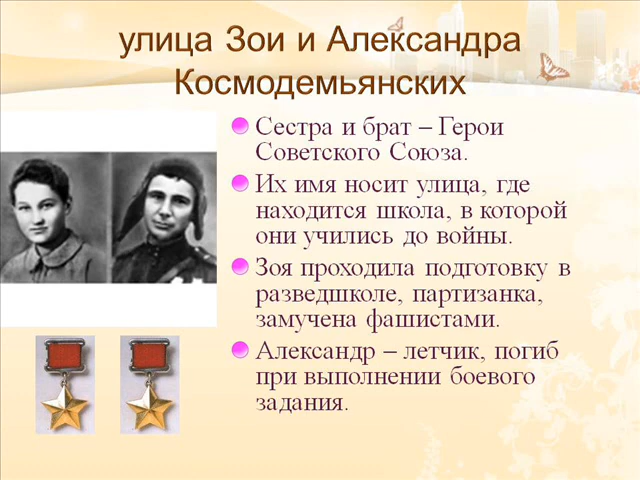 улица Зои и Александра
Космодемьянских
Сестра и брат – Герои
Советского Союза.
Их имя носит улица, где
находится школа, в которой
они учились до войны.
Зоя проходила подготовку в
разведшколе, партизанка,
замучена фашистами.
Александр – летчик, погиб
при выполнении боевого
задания.